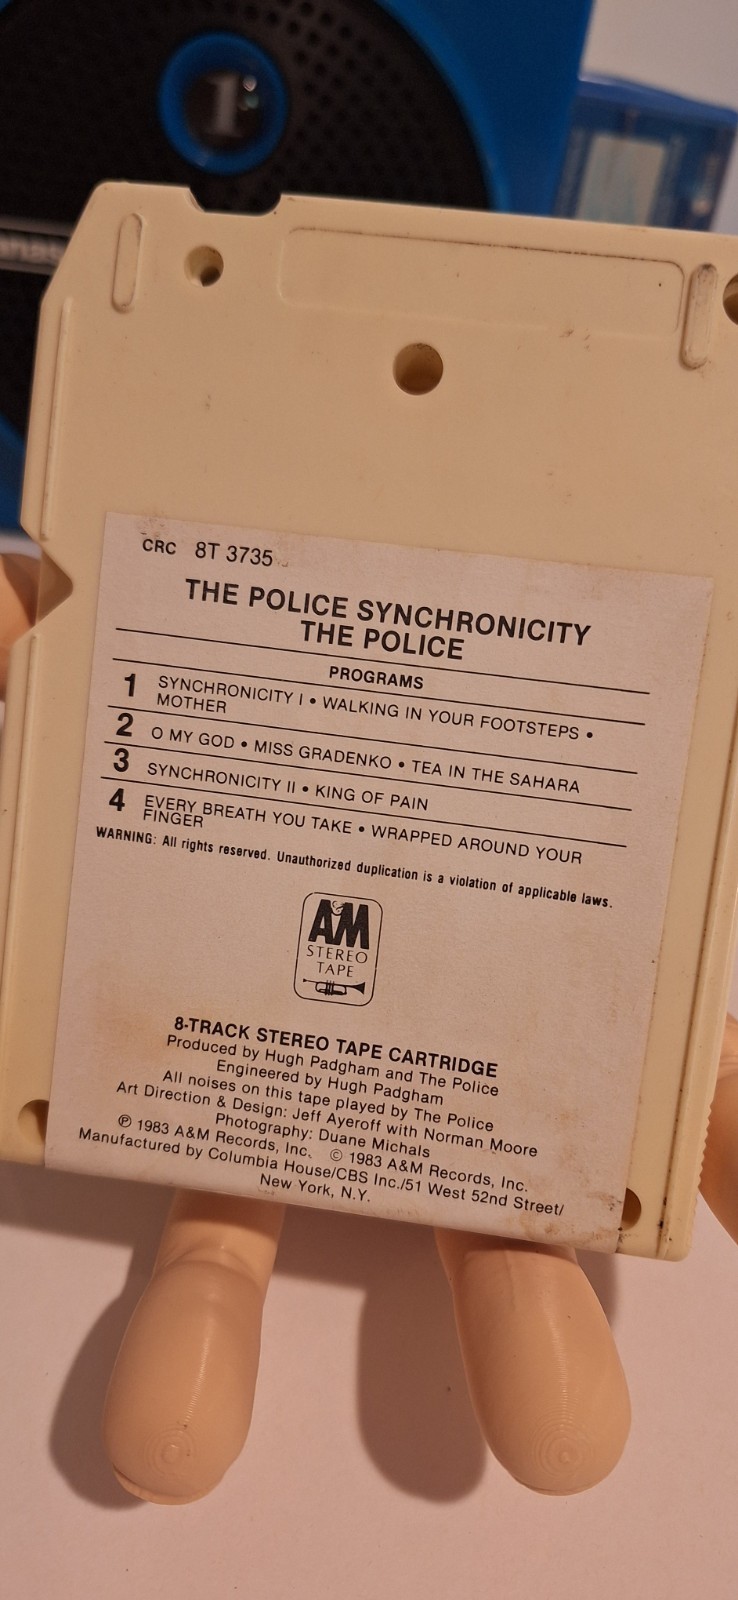 1
CRC 8T 3735
THE POLICE SYNCHRONICITY
THE POLICE
PROGRAMS
1 SYNCHRONICITY I • WALKING IN YOUR FOOTSTEPS •
MOTHER
2 O MY GOD • MISS GRADENKO • TEA IN THE SAHARA
3 SYNCHRONICITY II • KING OF PAIN
4 EVERY BREATH YOU TAKE • WRAPPED AROUND YOUR
FINGER
WARNING: All rights reserved. Unauthorized duplication is a violation of applicable laws.
A&M
STEREO
TAPE
8-TRACK STEREO TAPE CARTRIDGE
Produced by Hugh Padgham and The Police
Engineered by Hugh Padgham
All noises on this tape played by The Police
Art Direction & Design: Jeff Ayeroff with Norman Moore
Photography: Duane Michals
℗ 1983 A&M Records, Inc. © 1983 A&M Records, Inc.
Manufactured by Columbia House/CBS Inc./51 West 52nd Street/
New York, N.Y.